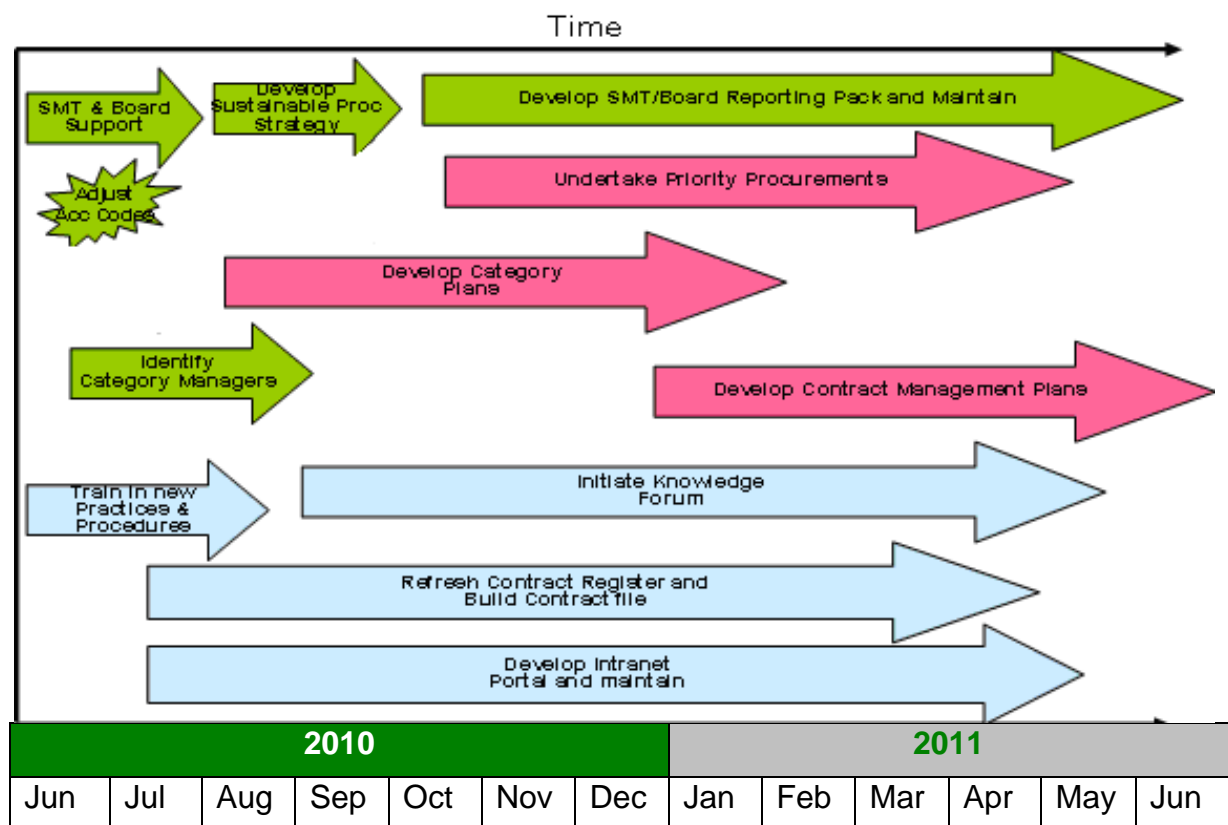 Time
SMT & Board
Support
Develop
Sustainable Proc
Strategy
Develop SMT/Board Reporting Pack and Maintain
Adjust
Acc Codes
Undertake Priority Procurements
Develop Category
Plans
Identify
Category Managers
Develop Contract Management Plans
Train in new
Practices &
Procedures
Initiate Knowledge
Forum
Refresh Contract Register and
Build Contract file
Develop Intranet
Portal and maintain
2010 2011
Jun Jul Aug Sep Oct Nov Dec Jan Feb Mar Apr May Jun